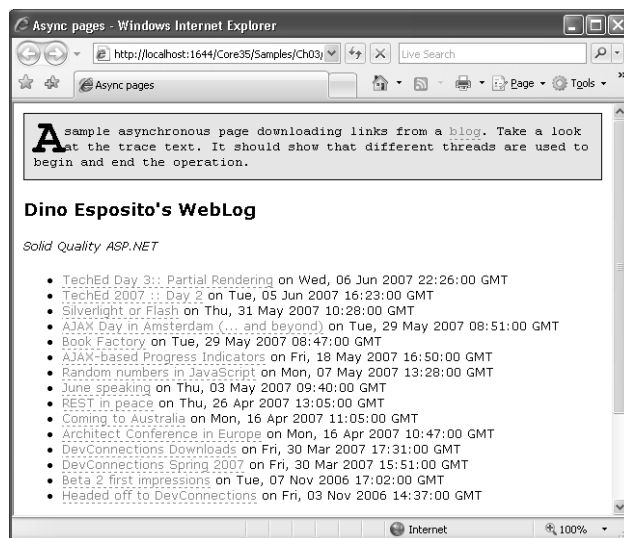 Async pages - Windows Internet Explorer
http://localhost:1644/Core35/Samples/Ch03/
Live Search
Async pages
Page
Tools
A sample asynchronous page downloading links from a blog. Take a look
at the trace text. It should show that different threads are used to
begin and end the operation.
Dino Esposito's WebLog
Solid Quality ASP.NET
• TechEd Day 3:: Partial Rendering on Wed, 06 Jun 2007 22:26:00 GMT
• TechEd 2007 :: Day 2 on Tue, 05 Jun 2007 16:23:00 GMT
• Silverlight or Flash on Thu, 31 May 2007 10:28:00 GMT
• AJAX Day in Amsterdam (... and beyond) on Tue, 29 May 2007 08:51:00 GMT
• Book Factory on Tue, 29 May 2007 08:47:00 GMT
• AJAX-based Progress Indicators on Fri, 18 May 2007 16:50:00 GMT
• Random numbers in JavaScript on Mon, 07 May 2007 13:28:00 GMT
• June speaking on Thu, 03 May 2007 09:40:00 GMT
• REST in peace on Thu, 26 Apr 2007 13:05:00 GMT
• Coming to Australia on Mon, 16 Apr 2007 11:05:00 GMT
• Architect Conference in Europe on Mon, 16 Apr 2007 10:47:00 GMT
• DevConnections Downloads on Fri, 30 Mar 2007 17:31:00 GMT
• DevConnections Spring 2007 on Fri, 30 Mar 2007 15:51:00 GMT
• Beta 2 first impressions on Tue, 07 Nov 2006 17:02:00 GMT
• Headed off to DevConnections on Fri, 03 Nov 2006 14:37:00 GMT
Internet
100%